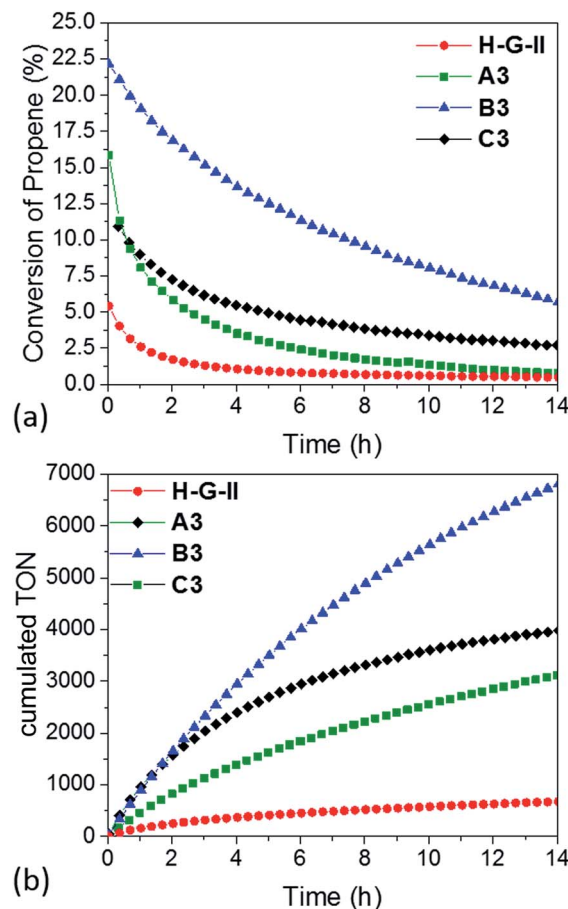 25.0
22.5
20.0
17.5
15.0
12.5
10.0
7.5
5.0
2.5
0.0
Conversion of Propene (%)
H-G-II
A3
B3
C3
0 2 4 6 8 10 12 14
Time (h)
(a)
7000
6000
5000
4000
3000
2000
1000
0
cumulated TON
H-G-II
A3
B3
C3
0 2 4 6 8 10 12 14
Time (h)
(b)